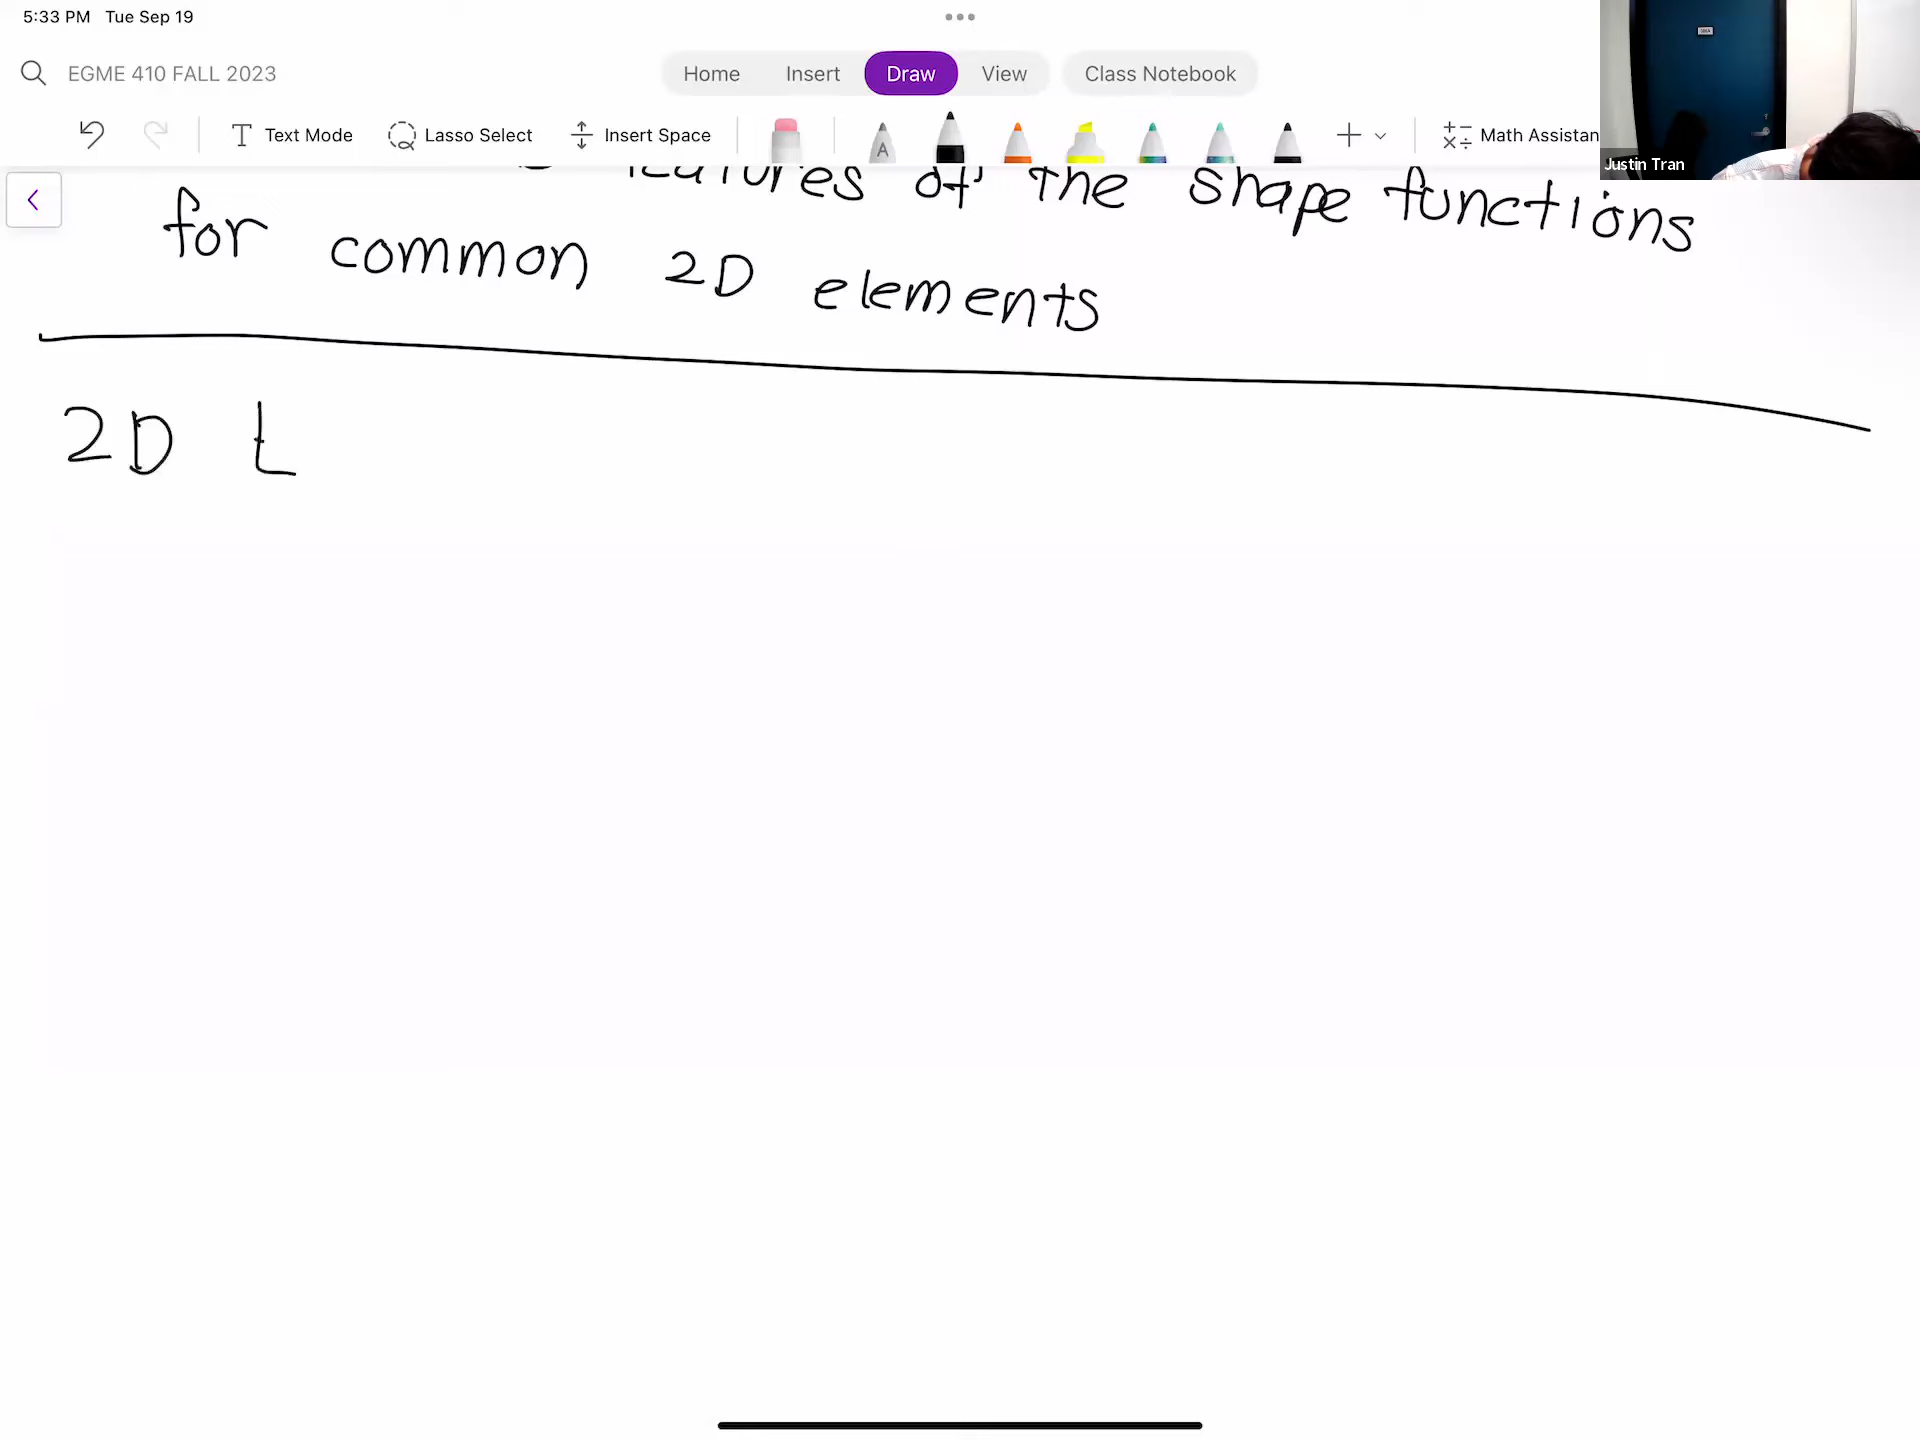 5:33 PM Tue Sep 19
EGME 410 FALL 2023
Home Insert Draw View Class Notebook
Text Mode Lasso Select Insert Space A Math Assistan
Justin Tran
features of the shape functions
for common 2D elements
2D L